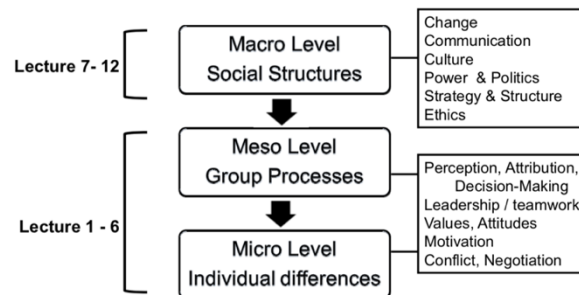 Lecture 7- 12
Macro Level
Social Structures
Change
Communication
Culture
Power & Politics
Strategy & Structure
Ethics
Lecture 1 - 6
Meso Level
Group Processes
Micro Level
Individual differences
Perception, Attribution,
Decision-Making
Leadership / teamwork
Values, Attitudes
Motivation
Conflict, Negotiation